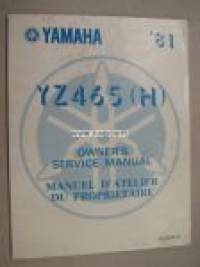 YAMAHA '81
YZ465 (H)
OWNER'S
SERVICE MANUAL
MANUEL D'ATELIER
DU PROPRIETAIRE